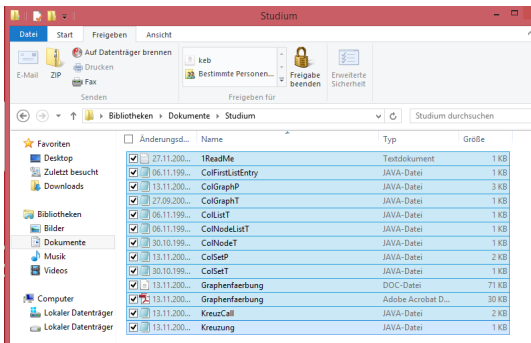 Studium
Datei Start Freigeben Ansicht
E-Mail
ZIP
Auf Datenträger brennen
Drucken
Fax
Senden
keb
Bestimmte Personen...
Freigeben für
Freigabe beenden
Erweiterte Sicherheit
Bibliotheken Dokumente Studium
Studium durchsuchen
Favoriten
Desktop
Zuletzt besucht
Downloads
Bibliotheken
Bilder
Dokumente
Musik
Videos
Computer
Lokaler Datenträger
Lokaler Datenträger
Änderungsd... Name Typ Größe
27.11.200... 1ReadMe Textdokument 1 KB
06.11.199... ColFirstListEntry JAVA-Datei 1 KB
13.11.200... ColGraphP JAVA-Datei 3 KB
27.09.200... ColGraphT JAVA-Datei 1 KB
06.11.199... ColListT JAVA-Datei 1 KB
06.11.199... ColNodeListT JAVA-Datei 1 KB
30.10.199... ColNodeT JAVA-Datei 1 KB
13.11.200... ColSetP JAVA-Datei 2 KB
30.10.199... ColSetT JAVA-Datei 1 KB
13.11.200... Graphenfaerbung DOC-Datei 71 KB
13.11.200... Graphenfaerbung Adobe Acrobat D... 30 KB
13.11.200... KreuzCall JAVA-Datei 2 KB
13.11.200... Kreuzung JAVA-Datei 1 KB